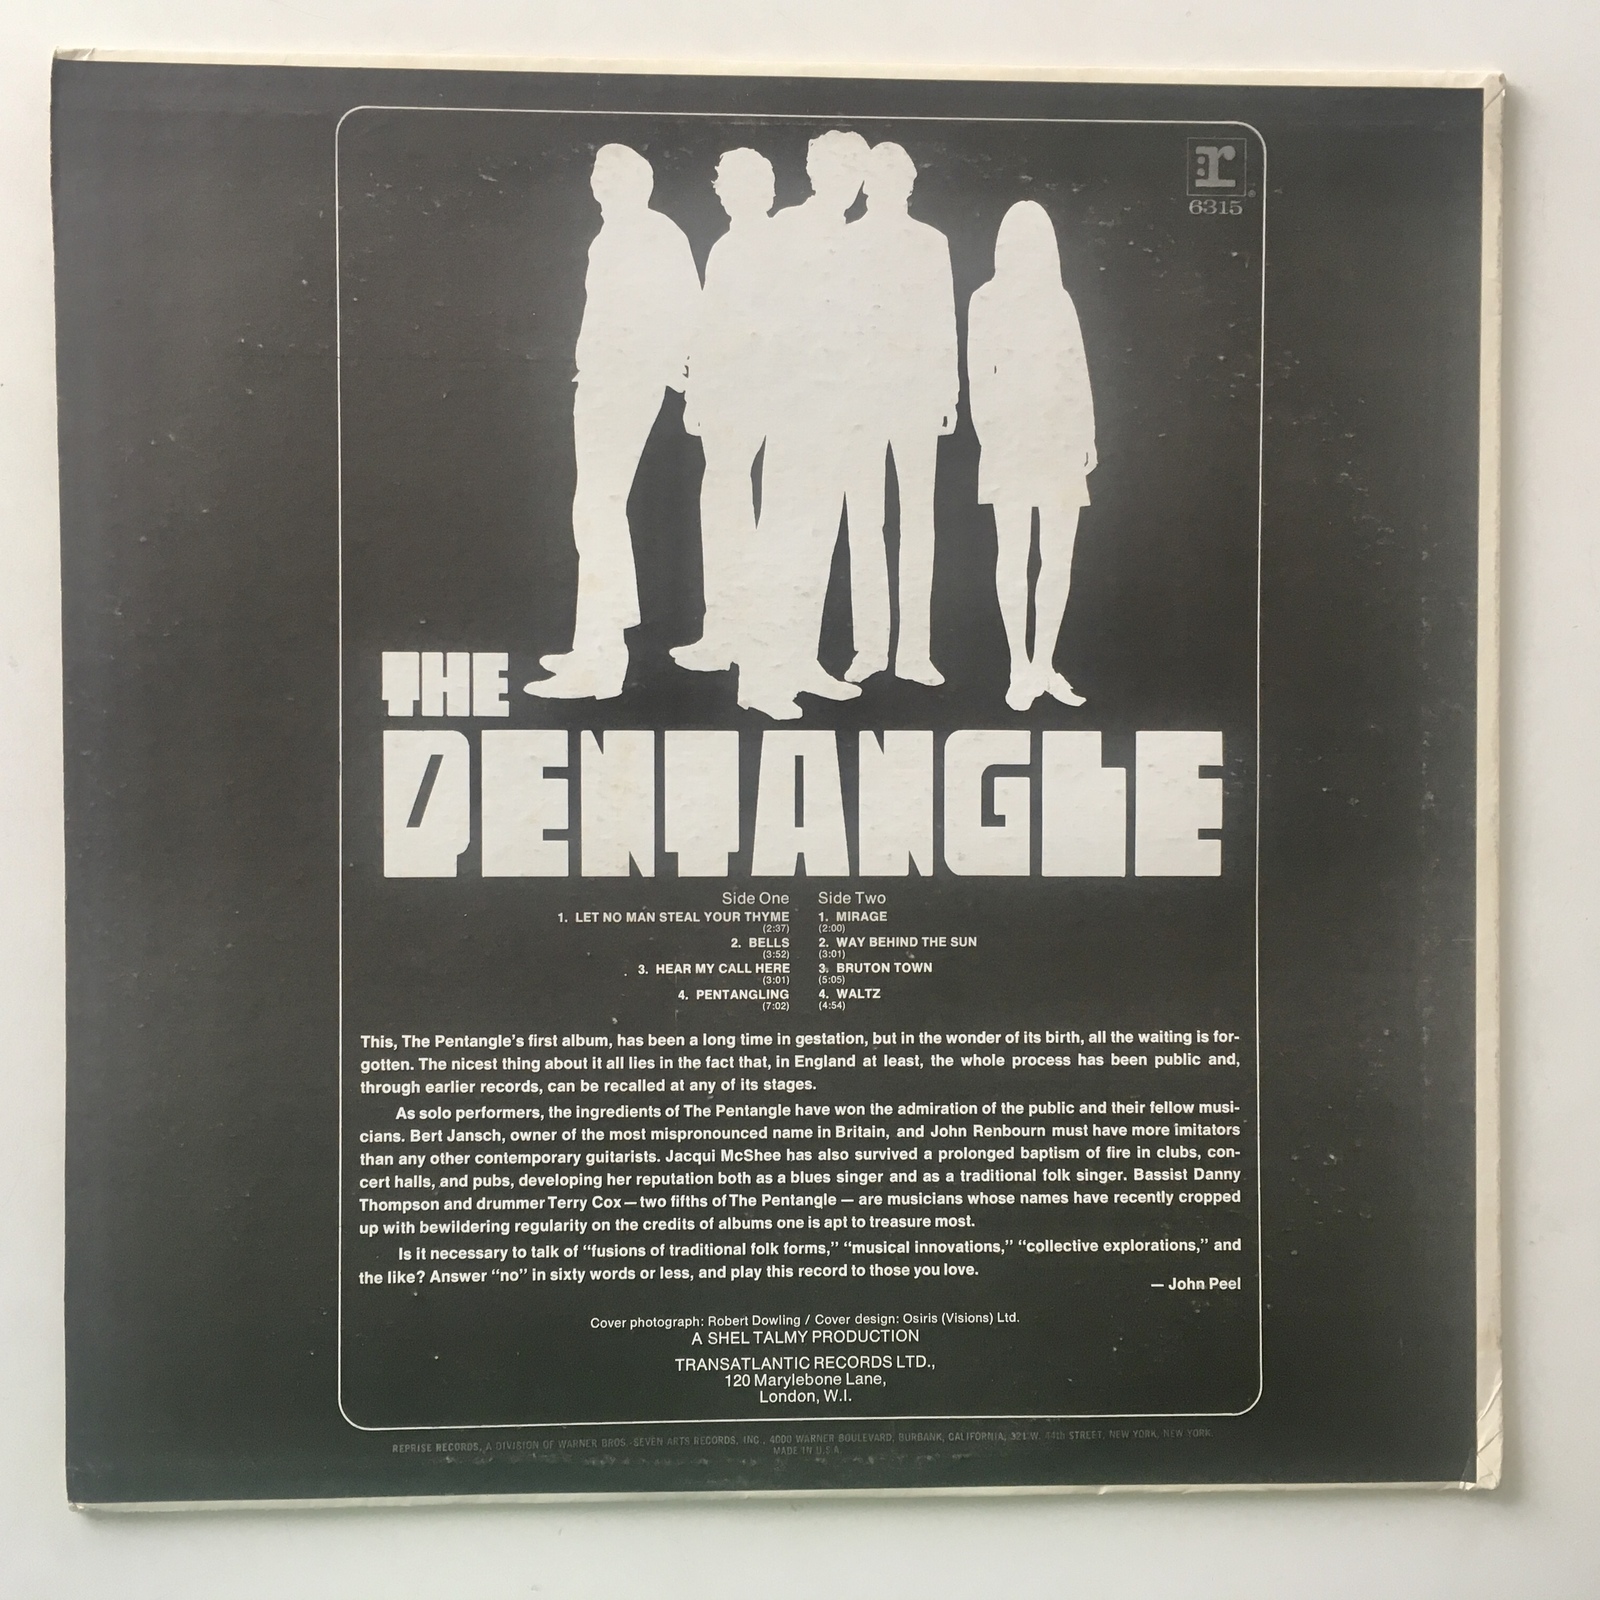 r
®
6315
THE
PENTANGLE
Side One
1. LET NO MAN STEAL YOUR THYME
(2:37)
2. BELLS
(3:52)
3. HEAR MY CALL HERE
(3:01)
4. PENTANGLING
(7:02)
Side Two
1. MIRAGE
(2:00)
2. WAY BEHIND THE SUN
(3:01)
3. BRUTON TOWN
(5:05)
4. WALTZ
(4:54)
This, The Pentangle's first album, has been a long time in gestation, but in the wonder of its birth, all the waiting is for-
gotten. The nicest thing about it all lies in the fact that, in England at least, the whole process has been public and,
through earlier records, can be recalled at any of its stages.
As solo performers, the ingredients of The Pentangle have won the admiration of the public and their fellow musi-
cians. Bert Jansch, owner of the most mispronounced name in Britain, and John Renbourn must have more imitators
than any other contemporary guitarists. Jacqui McShee has also survived a prolonged baptism of fire in clubs, con-
cert halls, and pubs, developing her reputation both as a blues singer and as a traditional folk singer. Bassist Danny
Thompson and drummer Terry Cox — two fifths of The Pentangle — are musicians whose names have recently cropped
up with bewildering regularity on the credits of albums one is apt to treasure most.
Is it necessary to talk of “fusions of traditional folk forms,” “musical innovations,” “collective explorations,” and
the like? Answer “no” in sixty words or less, and play this record to those you love.
— John Peel
Cover photograph: Robert Dowling / Cover design: Osiris (Visions) Ltd.
A SHEL TALMY PRODUCTION
TRANSATLANTIC RECORDS LTD.,
120 Marylebone Lane,
London, W.I.
REPRISE RECORDS, A DIVISION OF WARNER BROS.-SEVEN ARTS RECORDS, INC., 4000 WARNER BOULEVARD, BURBANK, CALIFORNIA, 321 W. 44th STREET, NEW YORK, NEW YORK.
MADE IN U.S.A.